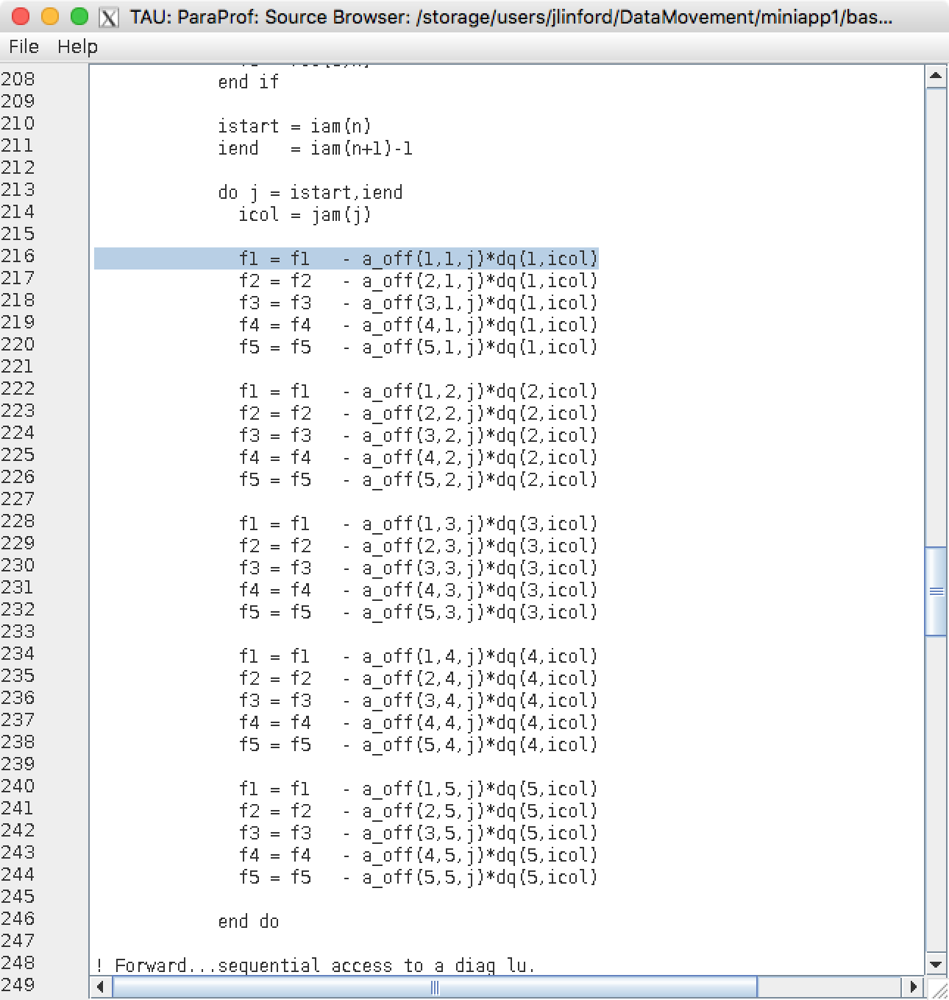 TAU: ParaProf: Source Browser: /storage/users/jlinford/DataMovement/miniapp1/bas...
File Help
208 end if
209
210 istart = iam(n)
211 iend   = iam(n+1)-1
212
213 do j = istart,iend
214 icol = jam(j)
215
216 f1 = f1   - a_off(1,1,j)*dq(1,icol)
217 f2 = f2   - a_off(2,1,j)*dq(1,icol)
218 f3 = f3   - a_off(3,1,j)*dq(1,icol)
219 f4 = f4   - a_off(4,1,j)*dq(1,icol)
220 f5 = f5   - a_off(5,1,j)*dq(1,icol)
221
222 f1 = f1   - a_off(1,2,j)*dq(2,icol)
223 f2 = f2   - a_off(2,2,j)*dq(2,icol)
224 f3 = f3   - a_off(3,2,j)*dq(2,icol)
225 f4 = f4   - a_off(4,2,j)*dq(2,icol)
226 f5 = f5   - a_off(5,2,j)*dq(2,icol)
227
228 f1 = f1   - a_off(1,3,j)*dq(3,icol)
229 f2 = f2   - a_off(2,3,j)*dq(3,icol)
230 f3 = f3   - a_off(3,3,j)*dq(3,icol)
231 f4 = f4   - a_off(4,3,j)*dq(3,icol)
232 f5 = f5   - a_off(5,3,j)*dq(3,icol)
233
234 f1 = f1   - a_off(1,4,j)*dq(4,icol)
235 f2 = f2   - a_off(2,4,j)*dq(4,icol)
236 f3 = f3   - a_off(3,4,j)*dq(4,icol)
237 f4 = f4   - a_off(4,4,j)*dq(4,icol)
238 f5 = f5   - a_off(5,4,j)*dq(4,icol)
239
240 f1 = f1   - a_off(1,5,j)*dq(5,icol)
241 f2 = f2   - a_off(2,5,j)*dq(5,icol)
242 f3 = f3   - a_off(3,5,j)*dq(5,icol)
243 f4 = f4   - a_off(4,5,j)*dq(5,icol)
244 f5 = f5   - a_off(5,5,j)*dq(5,icol)
245
246 end do
247
248 ! Forward...sequential access to a_diag_lu.
249